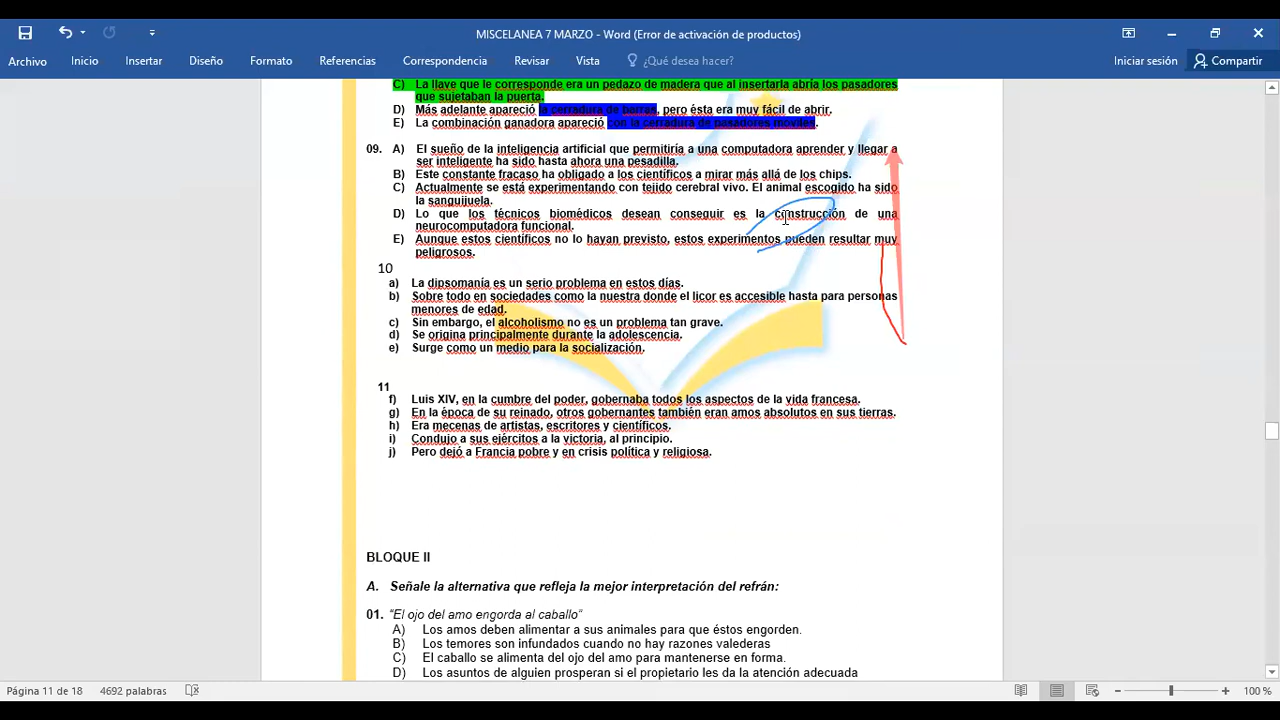 MISCELANEA 7 MARZO - Word (Error de activación de productos)
Archivo Inicio Insertar Diseño Formato Referencias Correspondencia Revisar Vista ¿Qué desea hacer? Iniciar sesión Compartir
C) La llave que le corresponde era un pedazo de madera que al insertarla abría los pasadores
que sujetaban la puerta.
D) Más adelante apareció la cerradura de barras, pero ésta era muy fácil de abrir.
E) La combinación ganadora apareció con la cerradura de pasadores móviles.
09. A) El sueño de la inteligencia artificial que permitiría a una computadora aprender y llegar a
ser inteligente ha sido hasta ahora una pesadilla.
B) Este constante fracaso ha obligado a los científicos a mirar más allá de los chips.
C) Actualmente se está experimentando con tejido cerebral vivo. El animal escogido ha sido
la sanguijuela.
D) Lo que los técnicos biomédicos desean conseguir es la construcción de una
neurocomputadora funcional.
E) Aunque estos científicos no lo hayan previsto, estos experimentos pueden resultar muy
peligrosos.
10
a) La dipsomanía es un serio problema en estos días.
b) Sobre todo en sociedades como la nuestra donde el licor es accesible hasta para personas
menores de edad.
c) Sin embargo, el alcoholismo no es un problema tan grave.
d) Se origina principalmente durante la adolescencia.
e) Surge como un medio para la socialización.
11
f) Luis XIV, en la cumbre del poder, gobernaba todos los aspectos de la vida francesa.
g) En la época de su reinado, otros gobernantes también eran amos absolutos en sus tierras.
h) Era mecenas de artistas, escritores y científicos.
i) Condujo a sus ejércitos a la victoria, al principio.
j) Pero dejó a Francia pobre y en crisis política y religiosa.
BLOQUE II
A. Señale la alternativa que refleja la mejor interpretación del refrán:
01. "El ojo del amo engorda al caballo"
A) Los amos deben alimentar a sus animales para que éstos engorden.
B) Los temores son infundados cuando no hay razones valederas
C) El caballo se alimenta del ojo del amo para mantenerse en forma.
D) Los asuntos de alguien prosperan si el propietario les da la atención adecuada
Página 11 de 18 4692 palabras 100 %